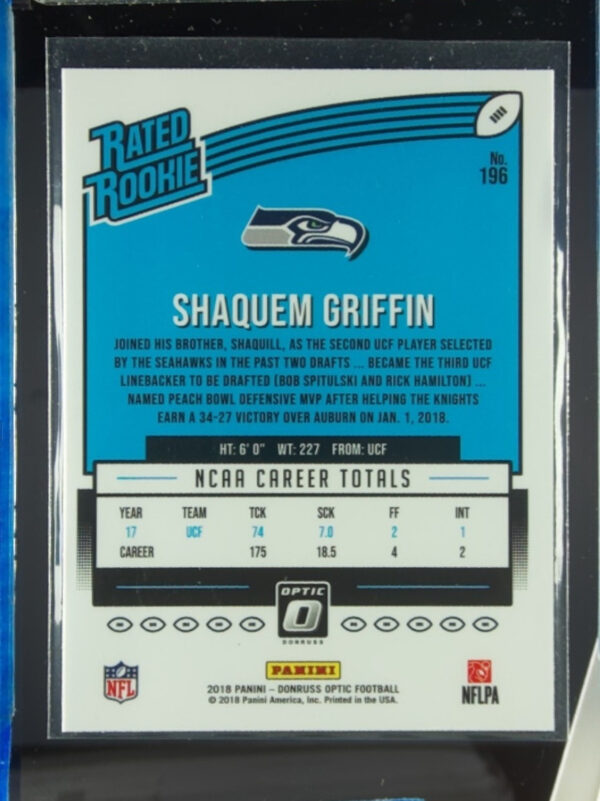 RATED
ROOKIE
No.
196
SHAQUEM GRIFFIN
JOINED HIS BROTHER, SHAQUILL, AS THE SECOND UCF PLAYER SELECTED
BY THE SEAHAWKS IN THE PAST TWO DRAFTS ... BECAME THE THIRD UCF
LINEBACKER TO BE DRAFTED (BOB SPITULSKI AND RICK HAMILTON) ...
NAMED PEACH BOWL DEFENSIVE MVP AFTER HELPING THE KNIGHTS
EARN A 34-27 VICTORY OVER AUBURN ON JAN. 1, 2018.
HT: 6' 0" WT: 227 FROM: UCF
NCAA CAREER TOTALS
YEAR TEAM TCK SCK FF INT
17 UCF 74 7.0 2 1
CAREER 175 18.5 4 2
OPTIC
O
DONRUSS
NFL
PANINI
NFLPA
2018 PANINI – DONRUSS OPTIC FOOTBALL
© 2018 Panini America, Inc. Printed in the USA.